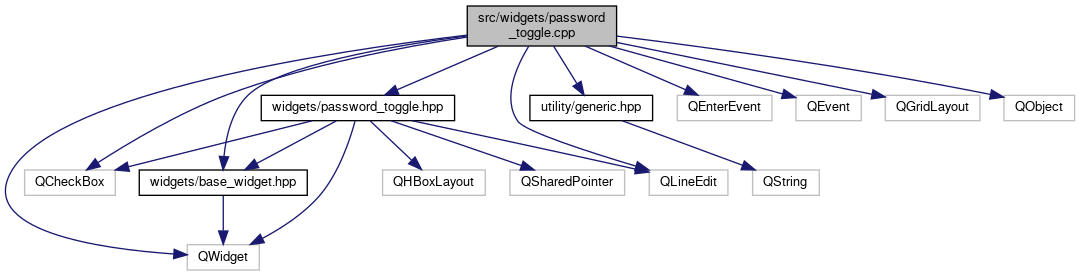 src/widgets/password
_toggle.cpp
widgets/password_toggle.hpp
utility/generic.hpp
QEnterEvent
QEvent
QGridLayout
QObject
QCheckBox
widgets/base_widget.hpp
QHBoxLayout
QSharedPointer
QLineEdit
QString
QWidget